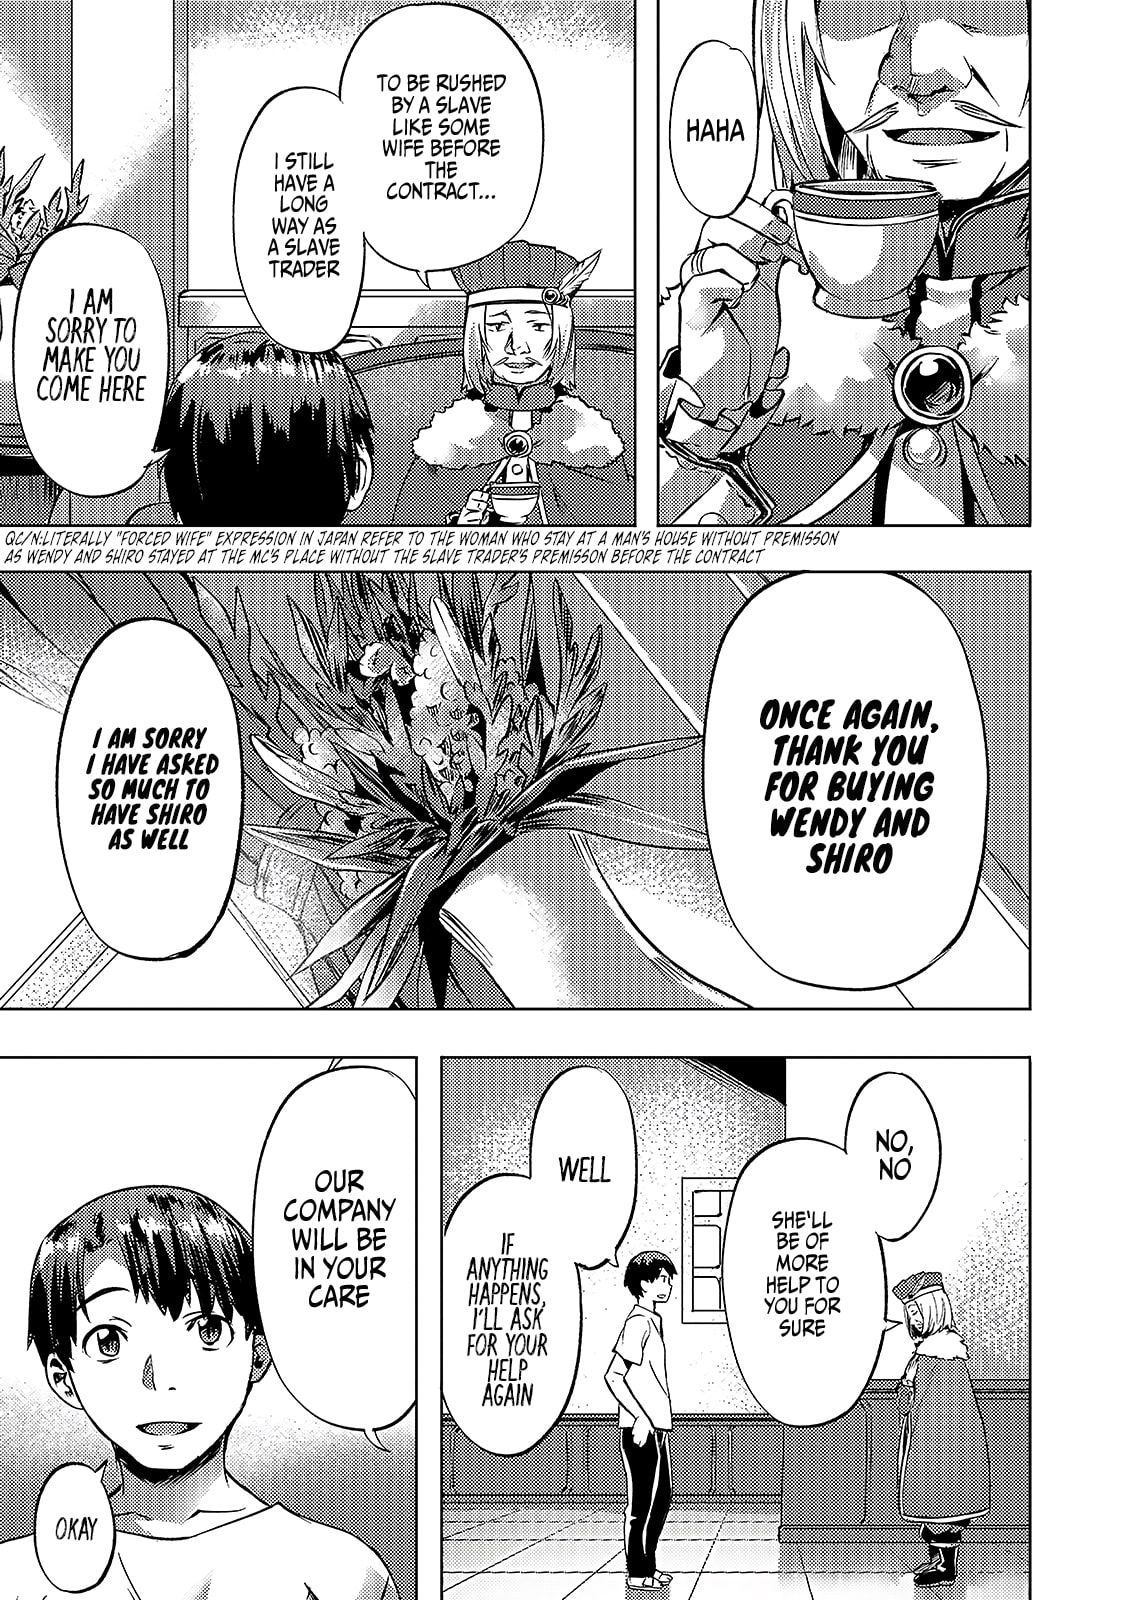 HAHA
TO BE RUSHED
BY A SLAVE
LIKE SOME
WIFE BEFORE
THE
CONTRACT...
I STILL
HAVE A
LONG
WAY AS
A SLAVE
TRADER
I AM
SORRY TO
MAKE YOU
COME HERE
QC/N:LITERALLY "FORCED WIFE" EXPRESSION IN JAPAN REFER TO THE WOMAN WHO STAY AT A MAN'S HOUSE WITHOUT PREMISSON
AS WENDY AND SHIRO STAYED AT THE MC'S PLACE WITHOUT THE SLAVE TRADER'S PREMISSON BEFORE THE CONTRACT
ONCE AGAIN,
THANK YOU
FOR BUYING
WENDY AND
SHIRO
I AM SORRY
I HAVE ASKED
SO MUCH TO
HAVE SHIRO
AS WELL
NO,
NO
SHE'LL
BE OF
MORE
HELP TO
YOU FOR
SURE
WELL
IF
ANYTHING
HAPPENS,
I'LL ASK
FOR YOUR
HELP
AGAIN
OUR
COMPANY
WILL BE
IN YOUR
CARE
OKAY